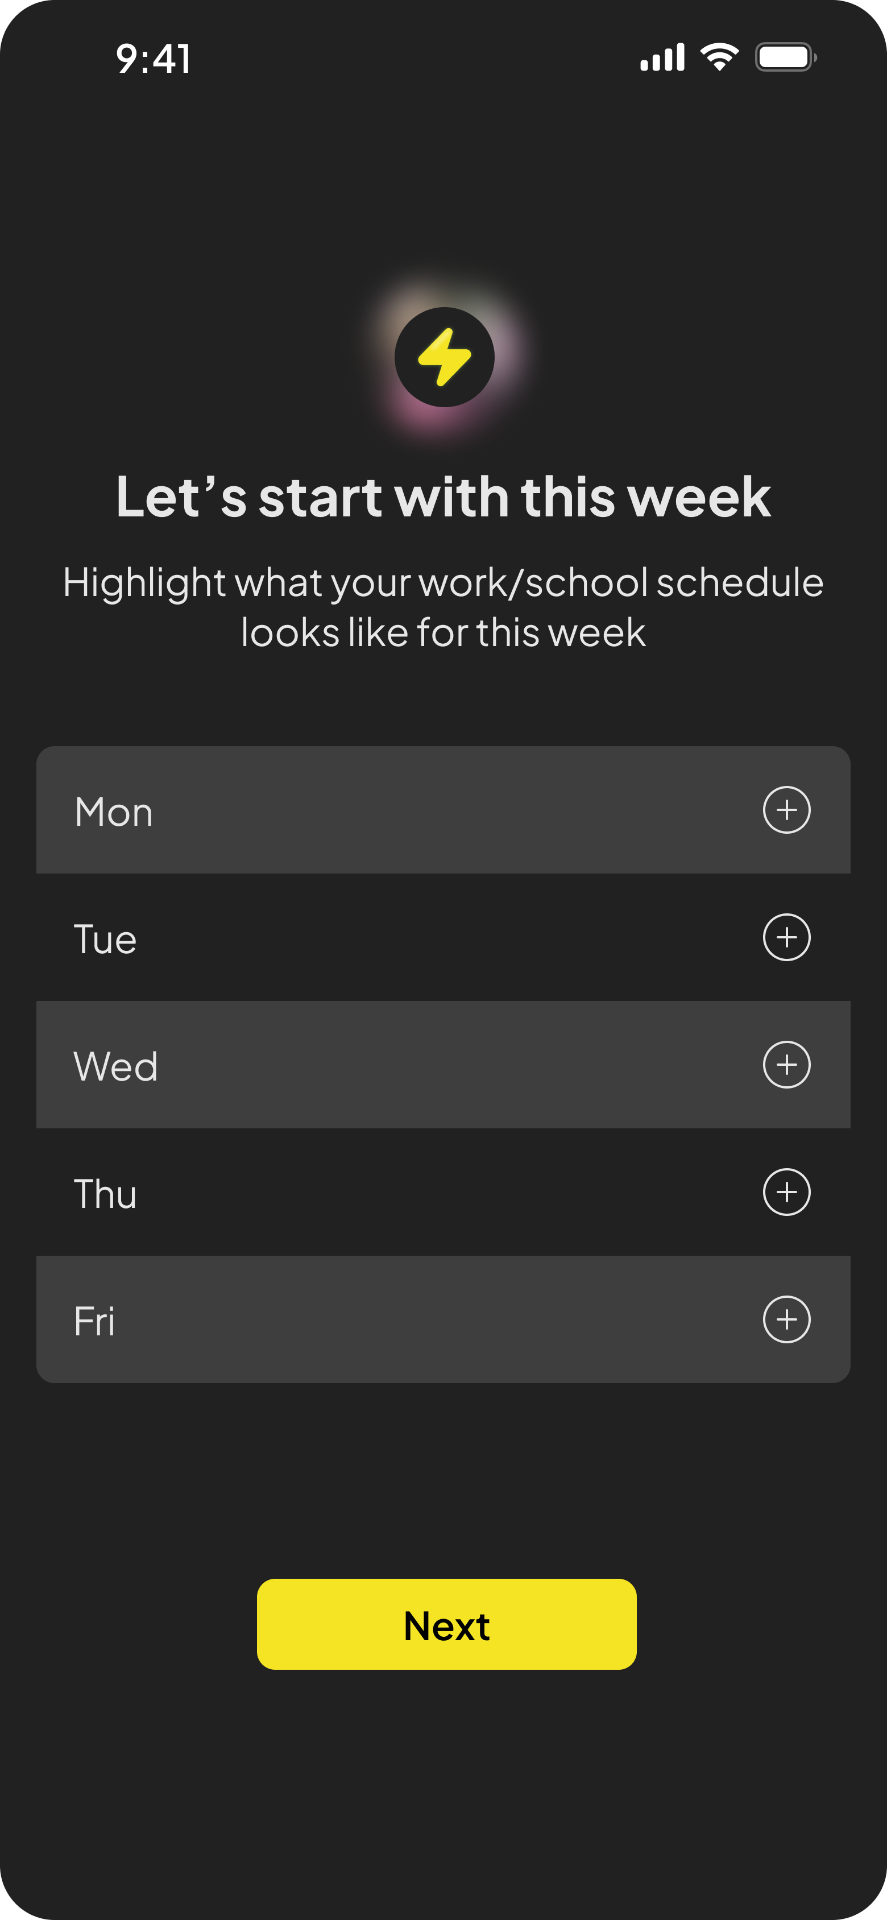 9:41
Let’s start with this week
Highlight what your work/school schedule
looks like for this week
Mon
Tue
Wed
Thu
Fri
Next